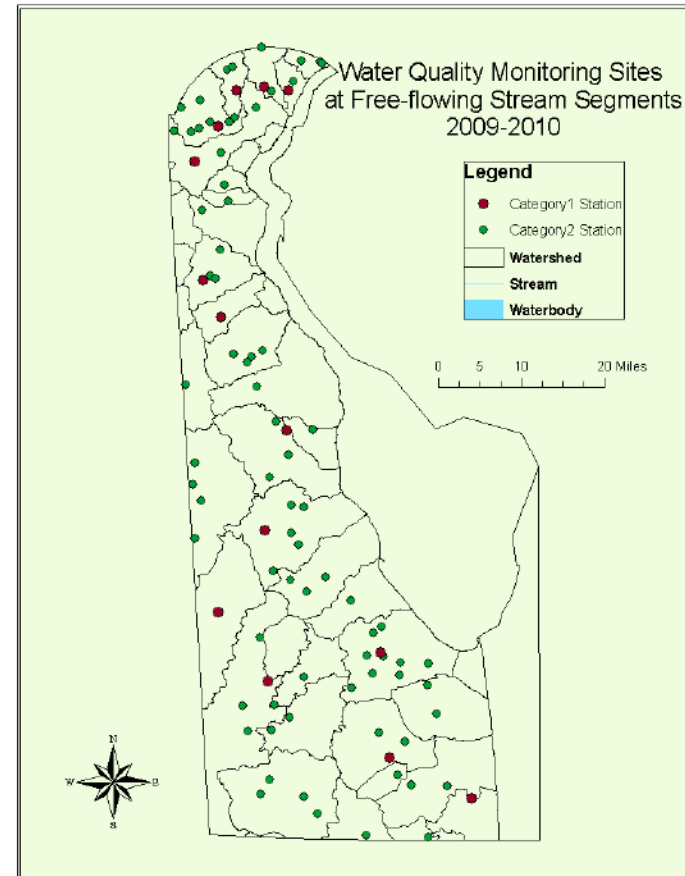 Water Quality Monitoring Sites
at Free-flowing Stream Segments
2009-2010
Legend
Category1 Station
Category2 Station
Watershed
Stream
Waterbody
0 5 10 20 Miles
N
W E
S